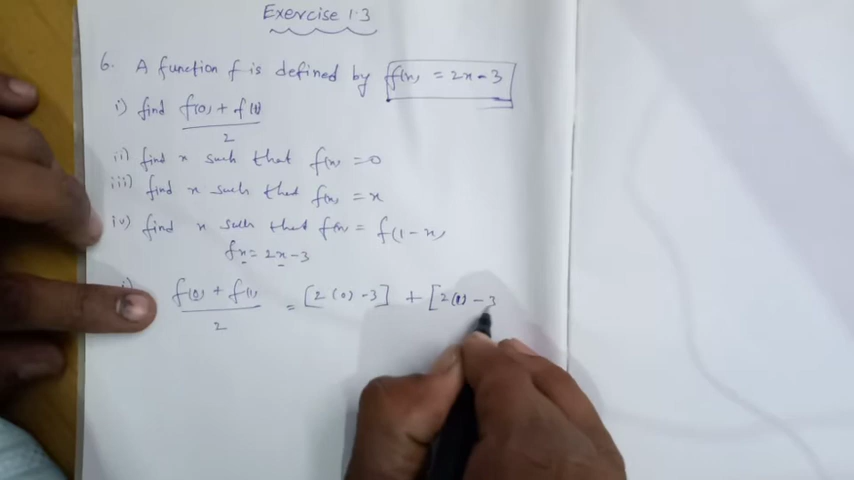 Exercise 1.3
6. A function f is defined by f(x) = 2x-3
i) find f(0) + f(1) / 2
ii) find x such that f(x) = 0
iii) find x such that f(x) = x
iv) find x such that f(x) = f(1-x)
f x = 2x-3
i) f(0) + f(1) / 2 = [2(0)-3] + [2(1)-3